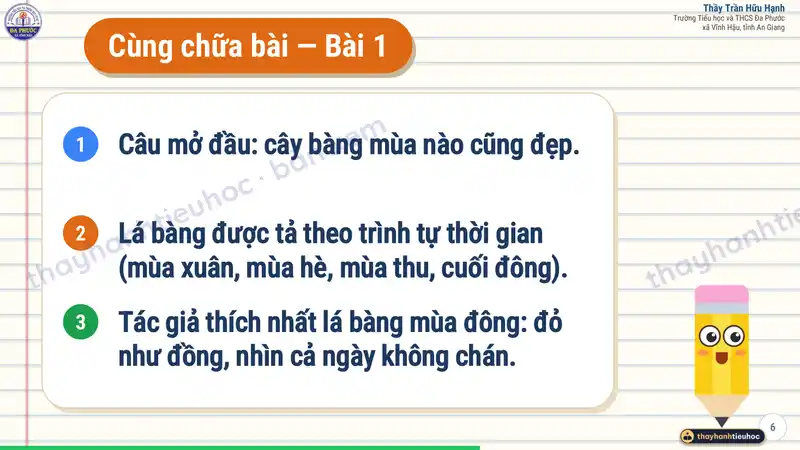 Thầy Trần Hữu Hạnh
Trường Tiểu học và THCS Đa Phước
xã Vĩnh Hậu, tỉnh An Giang
ĐA PHƯỚC
Cùng chữa bài – Bài 1
1
Câu mở đầu: cây bàng mùa nào cũng đẹp.
2
Lá bàng được tả theo trình tự thời gian
(mùa xuân, mùa hè, mùa thu, cuối đông).
3
Tác giả thích nhất lá bàng mùa đông: đỏ
như đồng, nhìn cả ngày không chán.
thayhanhtieuhoc
6